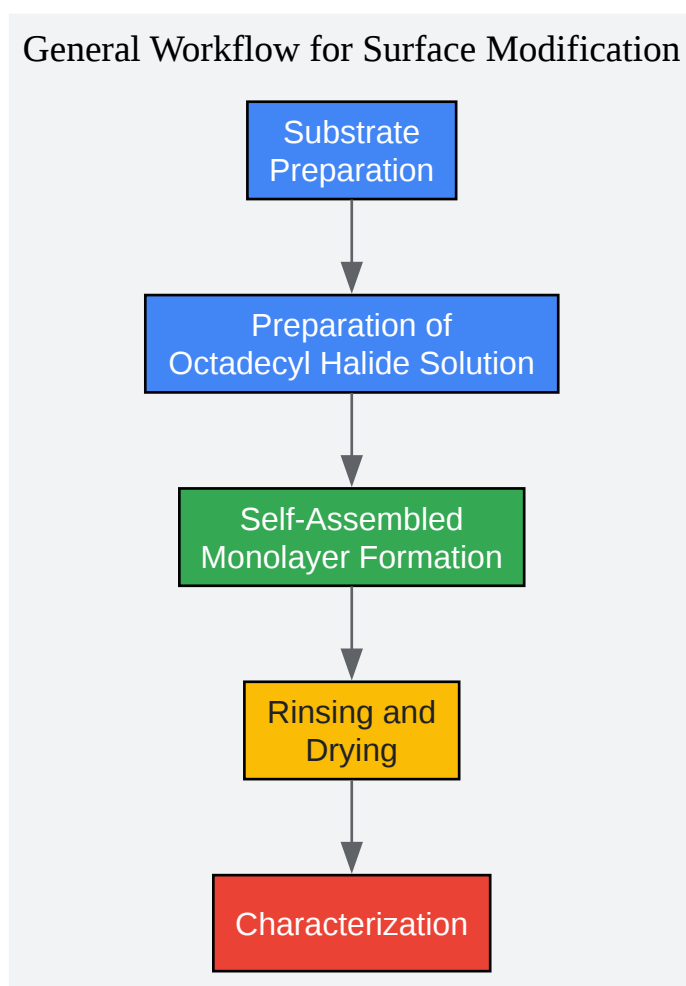 General Workflow for Surface Modification
Substrate
Preparation
Preparation of
Octadecyl Halide Solution
Self-Assembled
Monolayer Formation
Rinsing and
Drying
Characterization